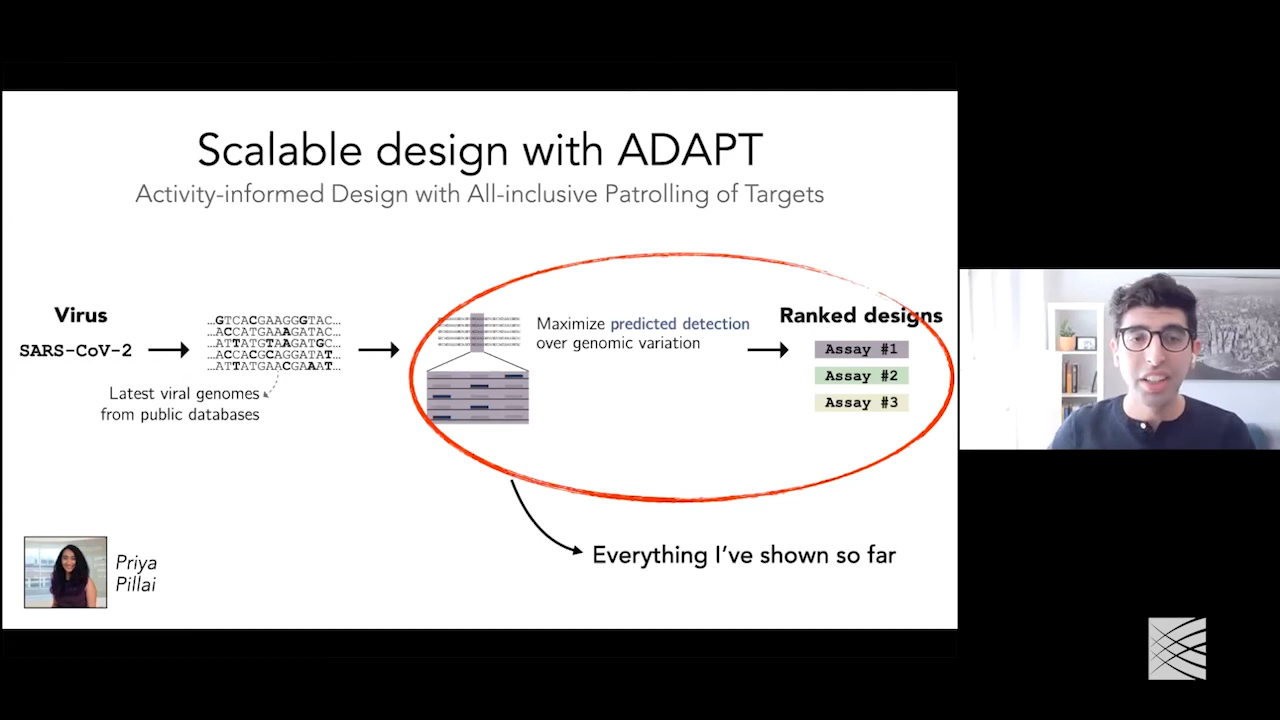 Scalable design with ADAPT
Activity-informed Design with All-inclusive Patrolling of Targets
Virus
SARS-CoV-2
…GTCACGAAGGGTAC…
…ACCATGAAAGATAC…
…ATTATGTAAGATGC…
…ACCACGCAGGATAT…
…ATTATGAACGAAAT…
Latest viral genomes
from public databases
Maximize predicted detection
over genomic variation
Ranked designs
Assay #1
Assay #2
Assay #3
Everything I've shown so far
Priya
Pillai